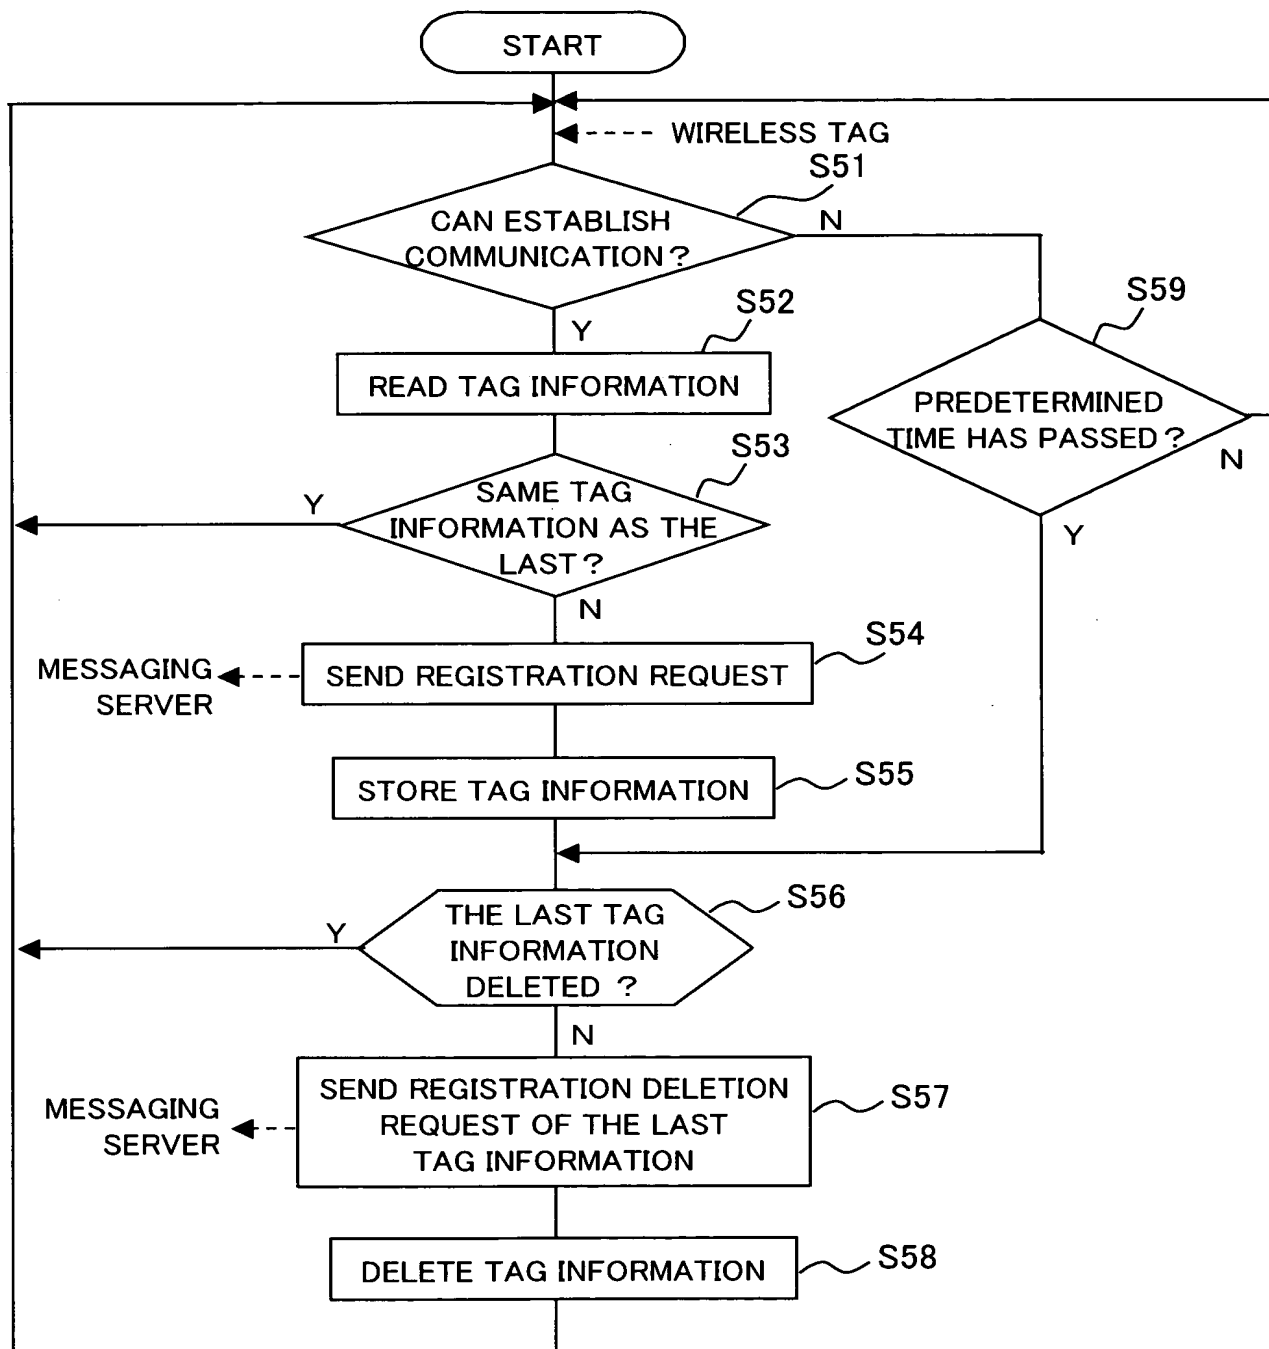 START
WIRELESS TAG
S51
CAN ESTABLISH
COMMUNICATION?
N
Y
S52
READ TAG INFORMATION
S59
PREDETERMINED
TIME HAS PASSED?
N
Y
S53
SAME TAG
INFORMATION AS THE
LAST?
Y
N
S54
SEND REGISTRATION REQUEST
MESSAGING
SERVER
S55
STORE TAG INFORMATION
S56
THE LAST TAG
INFORMATION
DELETED ?
Y
N
S57
SEND REGISTRATION DELETION
REQUEST OF THE LAST
TAG INFORMATION
MESSAGING
SERVER
S58
DELETE TAG INFORMATION